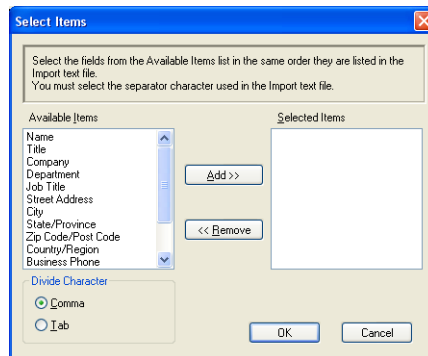 Select Items
Select the fields from the Available Items list in the same order they are listed in the
Import text file.
You must select the separator character used in the Import text file.
Available Items
Selected Items
Name
Title
Company
Department
Job Title
Street Address
City
State/Province
Zip Code/Post Code
Country/Region
Business Phone
Add >>
<< Remove
Divide Character
Comma
Tab
OK
Cancel